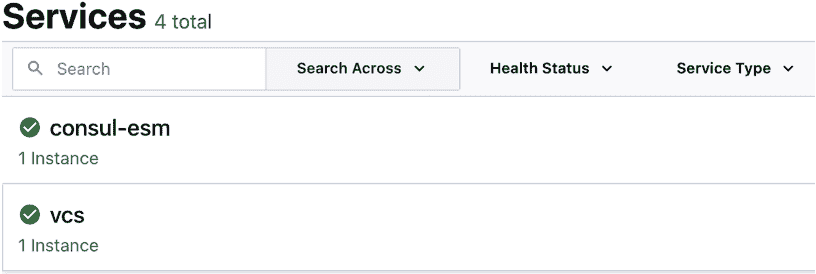 Services 4 total
Search Search Across Health Status Service Type
consul-esm
1 Instance
vcs
1 Instance